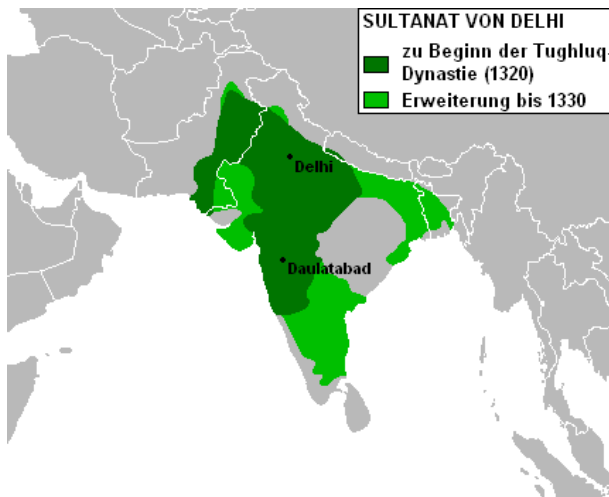 SULTANAT VON DELHI
zu Beginn der Tughluq-
Dynastie (1320)
Erweiterung bis 1330
Delhi
Daulatabad